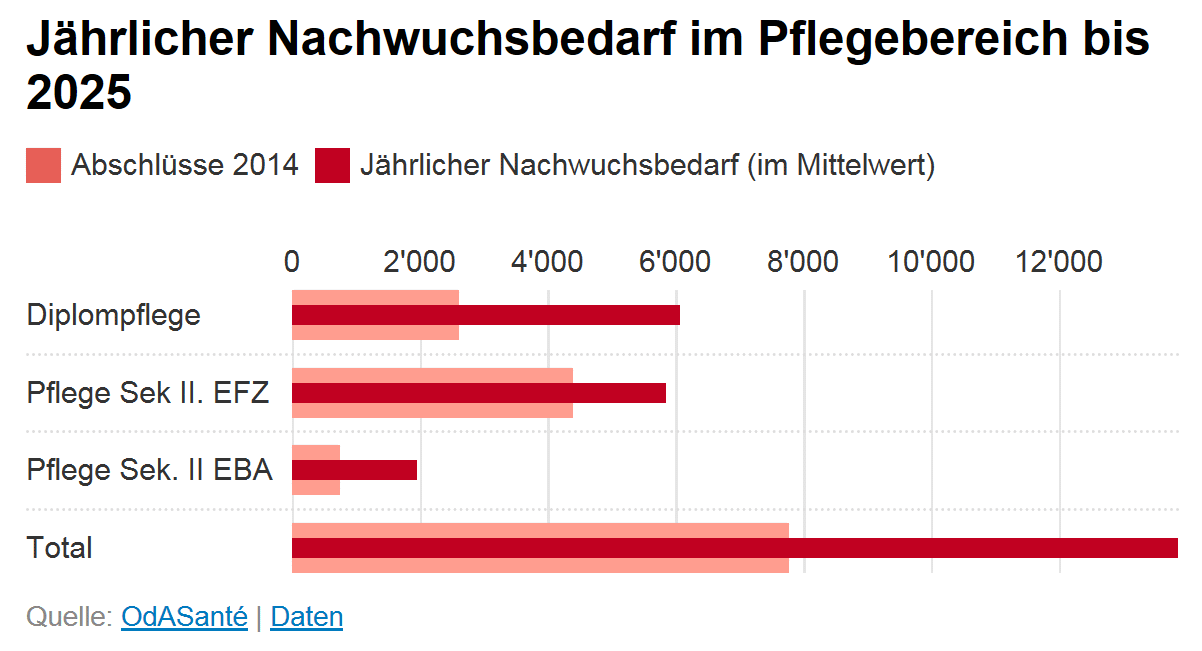 Jährlicher Nachwuchsbedarf im Pflegebereich bis
2025
Abschlüsse 2014 Jährlicher Nachwuchsbedarf (im Mittelwert)
0 2'000 4'000 6'000 8'000 10'000 12'000
Diplompflege
Pflege Sek II. EFZ
Pflege Sek. II EBA
Total
Quelle: OdASanté | Daten